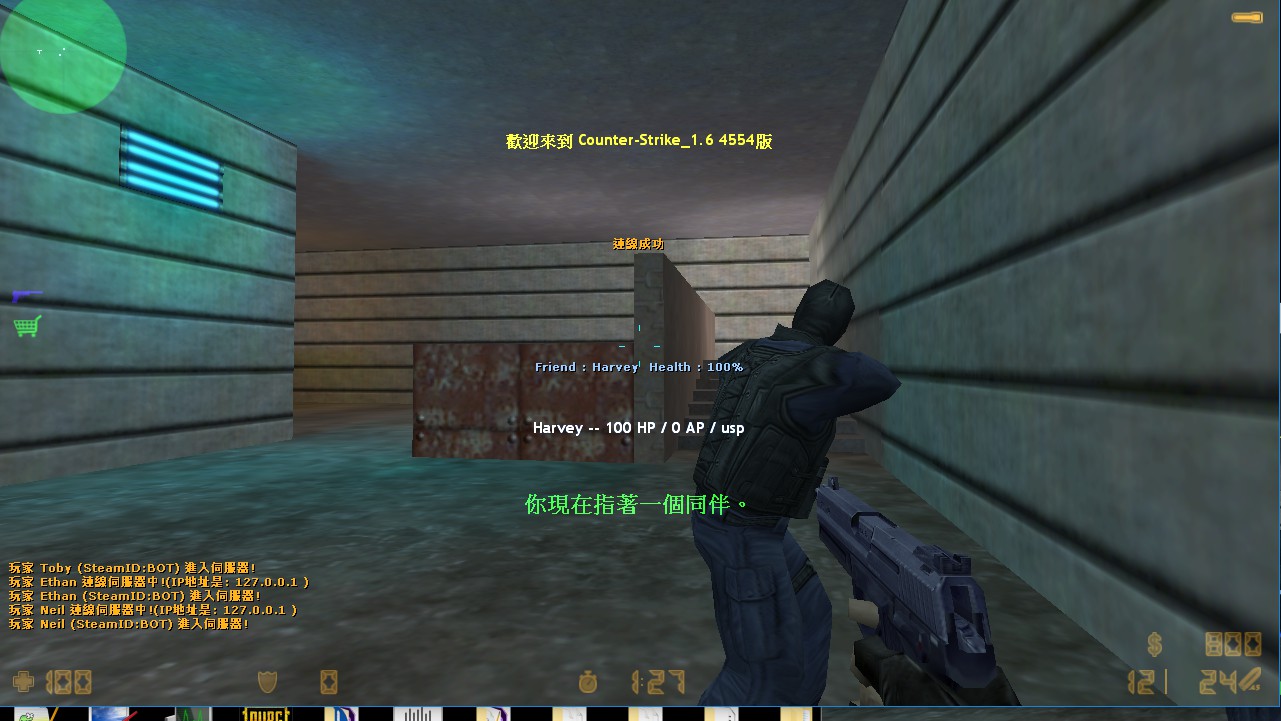 歡迎來到 Counter-Strike_1.6 4554版
連線成功
Friend : Harvey Health : 100%
Harvey -- 100 HP / 0 AP / usp
你現在指著一個同伴。
玩家 Toby (SteamID:BOT) 進入伺服器!
玩家 Ethan 連線伺服器中!(IP地址是: 127.0.0.1 )
玩家 Ethan (SteamID:BOT) 進入伺服器!
玩家 Neil 連線伺服器中!(IP地址是: 127.0.0.1 )
玩家 Neil (SteamID:BOT) 進入伺服器!
$ 800
100 0 1:27 12| 24